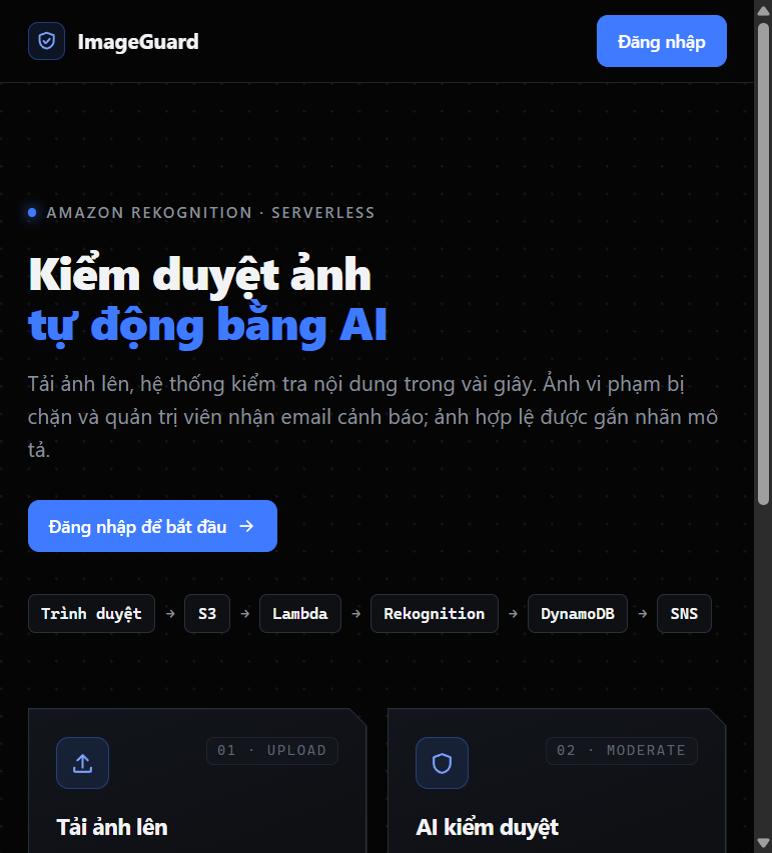 ImageGuard
Đăng nhập
AMAZON REKOGNITION · SERVERLESS
Kiểm duyệt ảnh
tự động bằng AI
Tải ảnh lên, hệ thống kiểm tra nội dung trong vài giây. Ảnh vi phạm bị
chặn và quản trị viên nhận email cảnh báo; ảnh hợp lệ được gắn nhãn mô
tả.
Đăng nhập để bắt đầu →
Trình duyệt → S3 → Lambda → Rekognition → DynamoDB → SNS
01 · UPLOAD
02 · MODERATE
Tải ảnh lên
AI kiểm duyệt